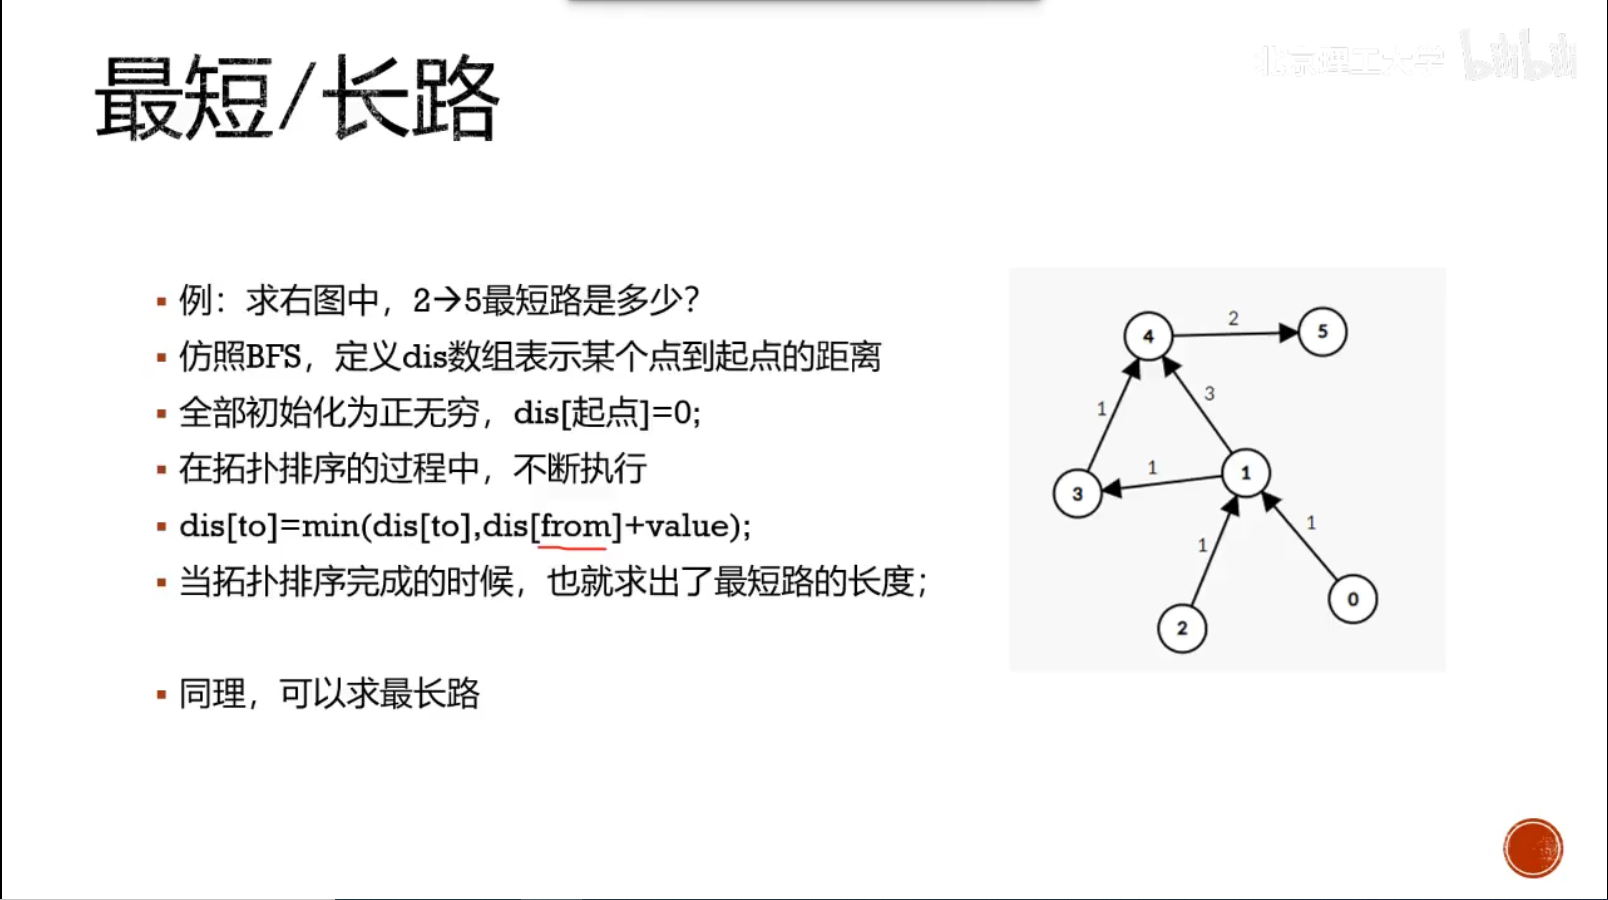 北京理工大学 bilibili
最短/长路
例：求右图中，2→5最短路是多少？
仿照BFS，定义dis数组表示某个点到起点的距离
全部初始化为正无穷，dis[起点]=0;
在拓扑排序的过程中，不断执行
dis[to]=min(dis[to],dis[from]+value);
当拓扑排序完成的时候，也就求出了最短路的长度；
同理，可以求最长路
2
4
5
3
1
1
1
3
1
1
2
0